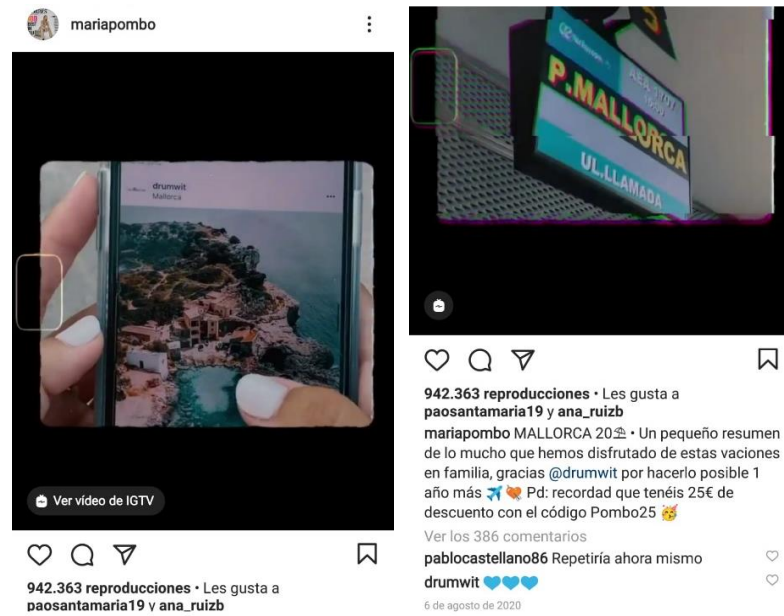 mariapombo
drumwit
Mallorca
Ver vídeo de IGTV
942.363 reproducciones • Les gusta a
paosantamaria19 y ana_ruizb
P.MALLORCA
UL.LLAMADA
942.363 reproducciones • Les gusta a
paosantamaria19 y ana_ruizb
mariapombo MALLORCA 20⛱ • Un pequeño resumen
de lo mucho que hemos disfrutado de estas vaciones
en familia, gracias @drumwit por hacerlo posible 1
año más ✈️ 💘 Pd: recordad que tenéis 25€ de
descuento con el código Pombo25 🥳
Ver los 386 comentarios
pablocastellano86 Repetiría ahora mismo
drumwit 💙💙💙
6 de agosto de 2020